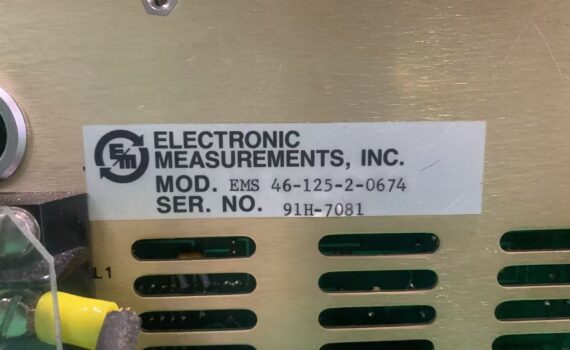 E/M ELECTRONIC
MEASUREMENTS, INC.
MOD. EMS 46-125-2-0674
SER. NO. 91H-7081
L1